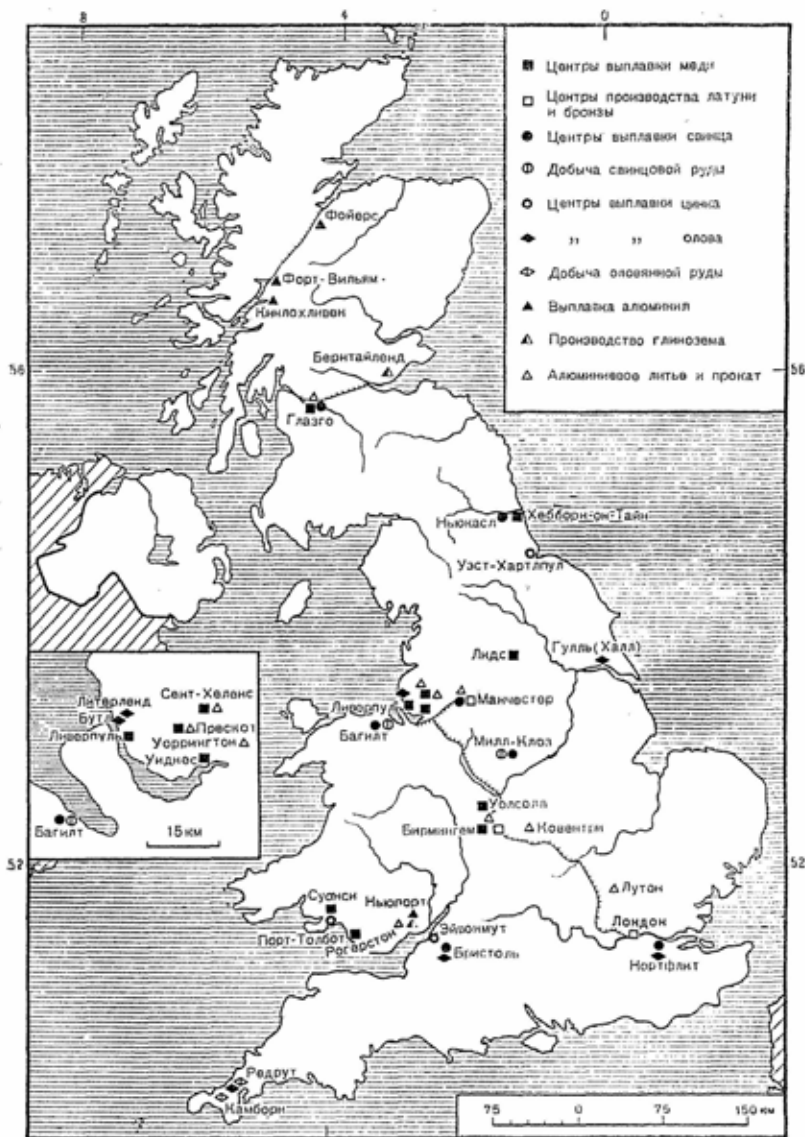 8
4
0
Центры выплавки меди
Центры производства латуни
и бронзы
Центры выплавки свинца
Добыча свинцовой руды
Центры выплавки цинка
„ „ олова
Добыча оловянной руды
Выплавка алюминия
Производство глинозема
Алюминиевое литье и прокат
Фойерс
Форт-Вильям
Кинлохливен
Бернтайленд
56
56
Глазго
Ньюкасл
Хебборн-он-Тайн
Уэст-Хартлпул
Лидс
Гулль (Халл)
Ливерпуль
Манчестер
Багилт
Милл-Клоз
Литерленд
Сент-Хеленс
Бутл
Прескот
Ливерпуль
Уоррингтон
Уиднес
Багилт
15 км
Уолсолл
Бирмингем
Ковентри
52
52
Лутон
Суонси
Ньюпорт
Лондон
Эйвонмут
Порт-Толбот
Рогерстон
Бристоль
Нортфлит
Редрут
Камборн
75 0 75 150 км